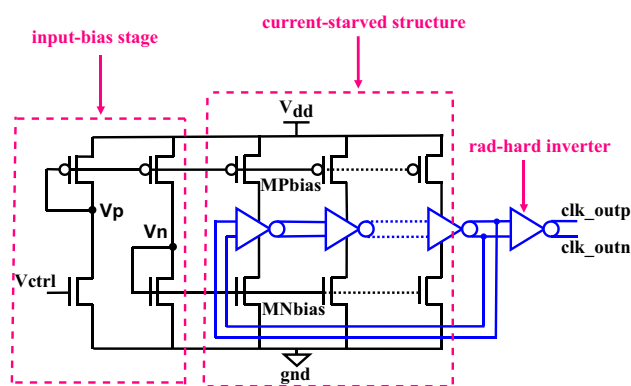 current-starved structure
input-bias stage
Vdd
rad-hard inverter
MPbias
Vp
clk_outp
Vn
clk_outn
Vctrl
MNbias
gnd